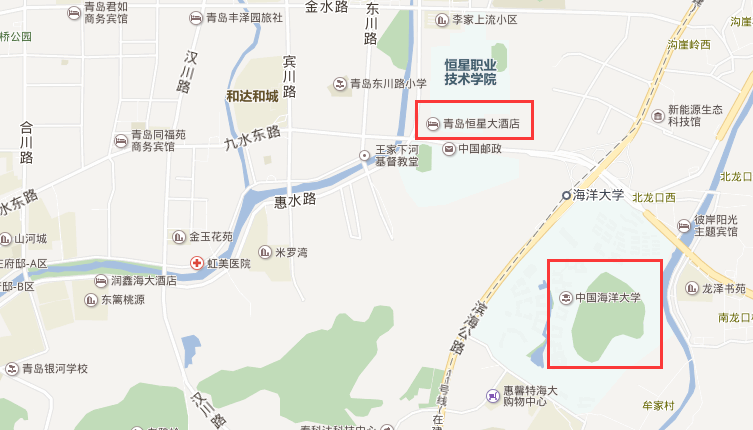 青岛君如
商务宾馆
青岛丰泽园旅社
金水路
东川路
李家上流小区
沟崖岭西
桥公园
汉川路
宾川路
恒星职业
技术学院
沟崖岭
青岛东川路小学
和达和城
青岛恒星大酒店
新能源生态
科技馆
合川路
青岛同福苑
商务宾馆
九水东路
王家下河
基督教堂
中国邮政
北龙口
海洋大学
北龙口西
惠水路
水东路
彼岸阳光
主题宾馆
山河城
金玉花苑
米罗湾
虹美医院
府邸-A区
府邸-B区
润鑫海大酒店
东篱桃源
中国海洋大学
龙泽书苑
滨海公路
南龙口村
青岛银河学校
11号线(在建
惠馨特海大
购物中心
牟家村
汉川路